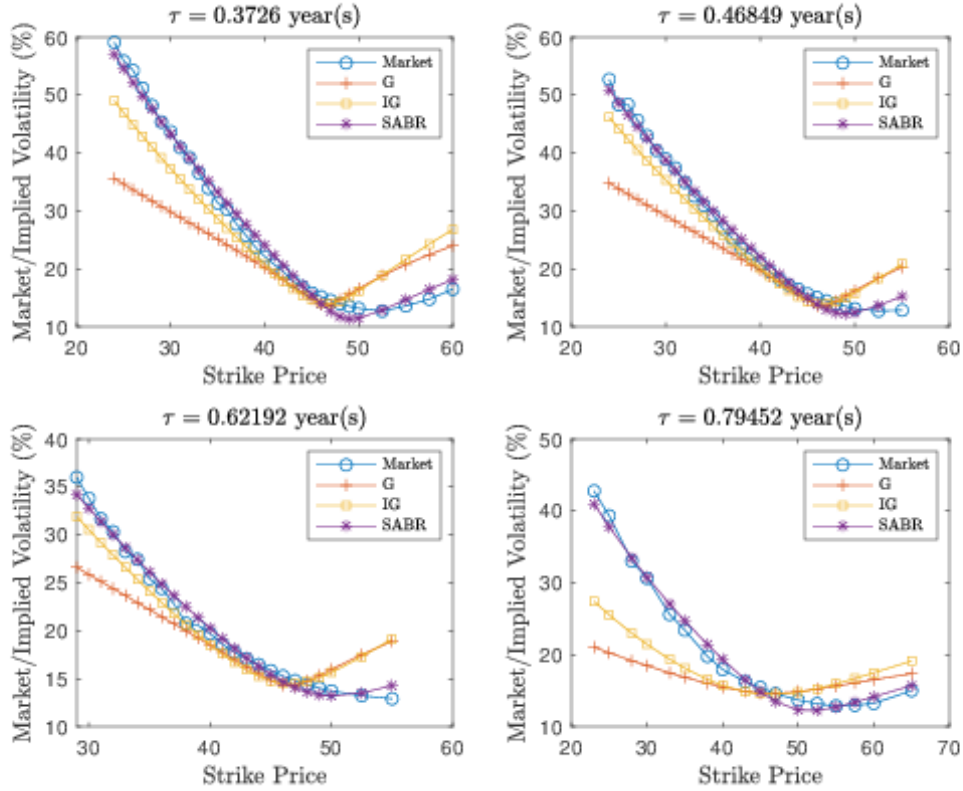 τ = 0.3726 year(s)
Market/Implied Volatility (%)
60
50
40
30
20
10
Market
G
IG
SABR
20 30 40 50 60
Strike Price
τ = 0.46849 year(s)
Market/Implied Volatility (%)
60
50
40
30
20
10
Market
G
IG
SABR
20 30 40 50 60
Strike Price
τ = 0.62192 year(s)
Market/Implied Volatility (%)
40
35
30
25
20
15
10
Market
G
IG
SABR
30 40 50 60
Strike Price
τ = 0.79452 year(s)
Market/Implied Volatility (%)
50
40
30
20
10
Market
G
IG
SABR
20 30 40 50 60 70
Strike Price